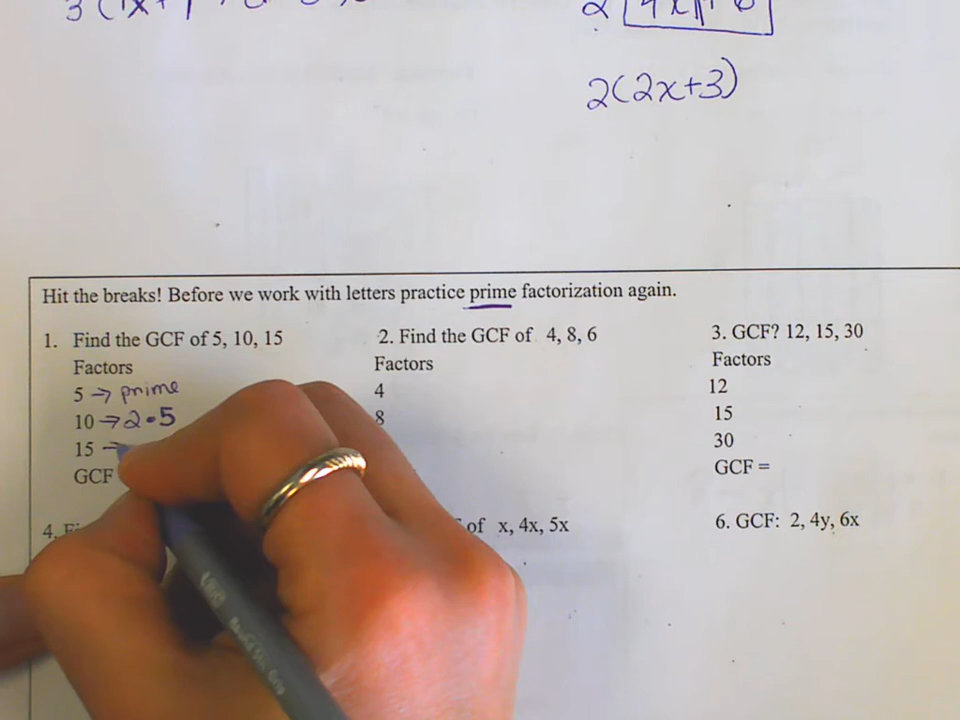 2(2x+3)
Hit the breaks! Before we work with letters practice prime factorization again.
1. Find the GCF of 5, 10, 15
Factors
5 → prime
10 → 2 • 5
15 →
GCF
2. Find the GCF of 4, 8, 6
Factors
4
8
3. GCF? 12, 15, 30
Factors
12
15
30
GCF =
4.
of x, 4x, 5x
6. GCF: 2, 4y, 6x